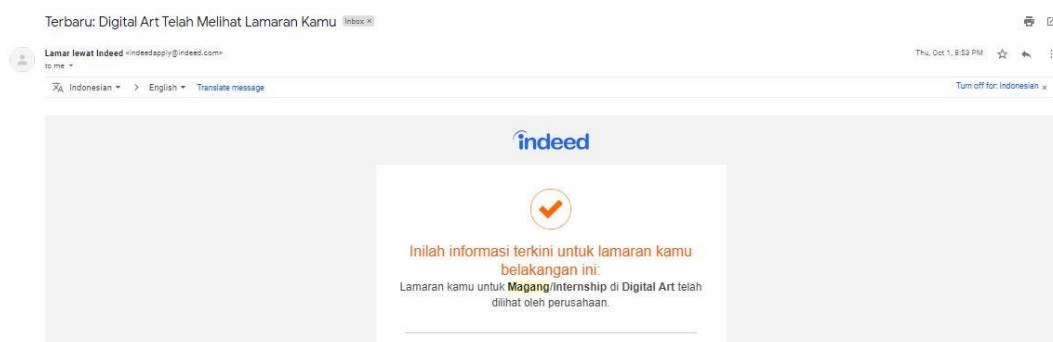 Terbaru: Digital Art Telah Melihat Lamaran Kamu Inbox ×
Lamar lewat Indeed <indeedapply@indeed.com>
Thu, Oct 1, 8:53 PM
to me
Indonesian > English Translate message
Turn off for: Indonesian x
indeed
Inilah informasi terkini untuk lamaran kamu
belakangan ini:
Lamaran kamu untuk Magang/Internship di Digital Art telah
dilihat oleh perusahaan.